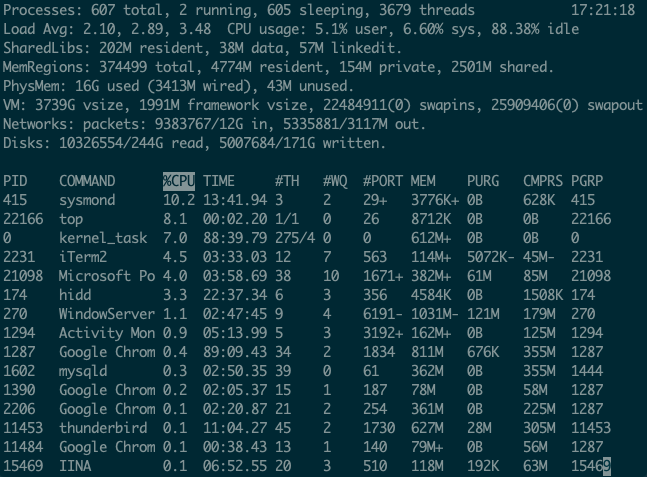 Processes: 607 total, 2 running, 605 sleeping, 3679 threads 17:21:18
Load Avg: 2.10, 2.89, 3.48 CPU usage: 5.1% user, 6.60% sys, 88.38% idle
SharedLibs: 202M resident, 38M data, 57M linkedit.
MemRegions: 374499 total, 4774M resident, 154M private, 2501M shared.
PhysMem: 16G used (3413M wired), 43M unused.
VM: 3739G vsize, 1991M framework vsize, 22484911(0) swapins, 25909406(0) swapout
Networks: packets: 9383767/12G in, 5335881/3117M out.
Disks: 10326554/244G read, 5007684/171G written.
PID COMMAND %CPU TIME #TH #WQ #PORT MEM PURG CMPRS PGRP
415 sysmond 10.2 13:41.94 3 2 29+ 3776K+ 0B 628K 415
22166 top 8.1 00:02.20 1/1 0 26 8712K 0B 0B 22166
0 kernel_task 7.0 88:39.79 275/4 0 0 612M+ 0B 0B 0
2231 iTerm2 4.5 03:33.03 12 7 563 114M+ 5072K- 45M- 2231
21098 Microsoft Po 4.0 03:58.69 38 10 1671+ 382M+ 61M 85M 21098
174 hidd 3.3 22:37.34 6 3 356 4584K 0B 1508K 174
270 WindowServer 1.1 02:47:45 9 4 6191- 1031M- 121M 179M 270
1294 Activity Mon 0.9 05:13.99 5 3 3192+ 162M+ 0B 125M 1294
1287 Google Chrom 0.4 89:09.43 34 2 1834 811M 676K 355M 1287
1602 mysqld 0.3 02:50.35 39 0 61 362M 0B 355M 1444
1390 Google Chrom 0.2 02:05.37 15 1 187 78M 0B 58M 1287
2206 Google Chrom 0.1 02:20.87 21 2 254 361M 0B 225M 1287
11453 thunderbird 0.1 11:04.27 45 2 1730 627M 28M 305M 11453
11484 Google Chrom 0.1 00:38.43 13 1 140 79M+ 0B 56M 1287
15469 IINA 0.1 06:52.55 20 3 510 118M 192K 63M 15469